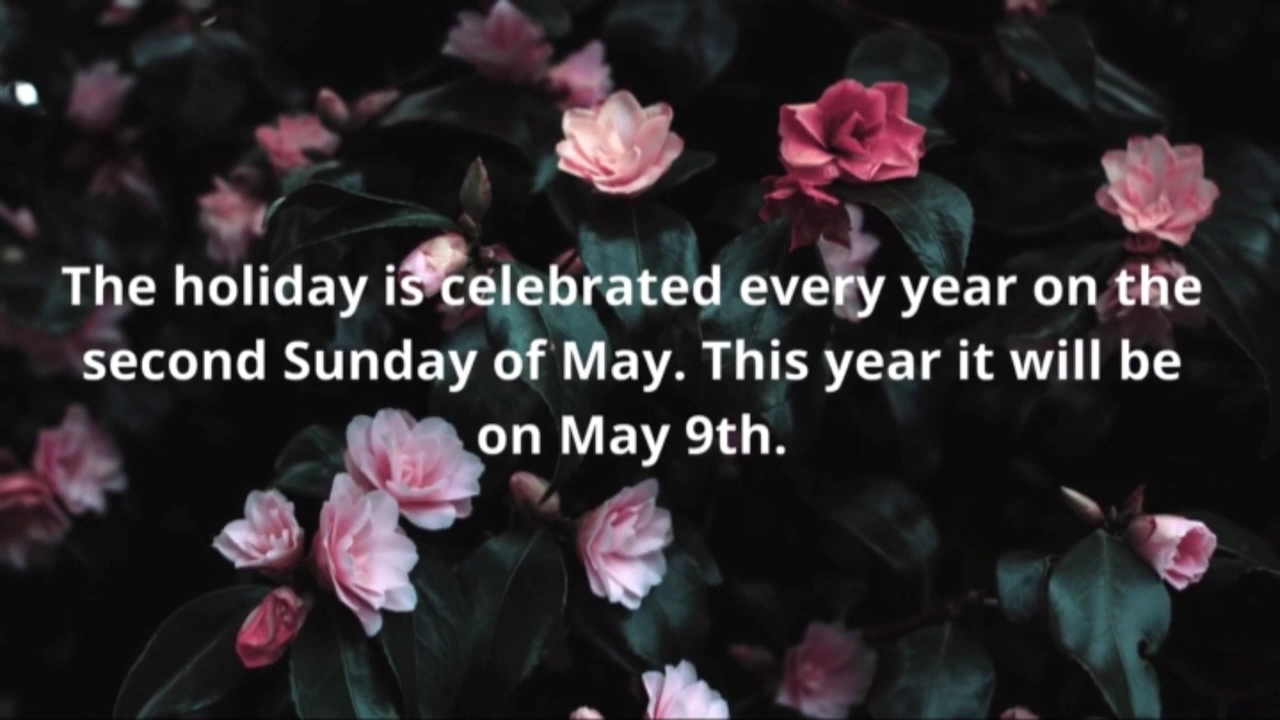 The holiday is celebrated every year on the
second Sunday of May. This year it will be
on May 9th.